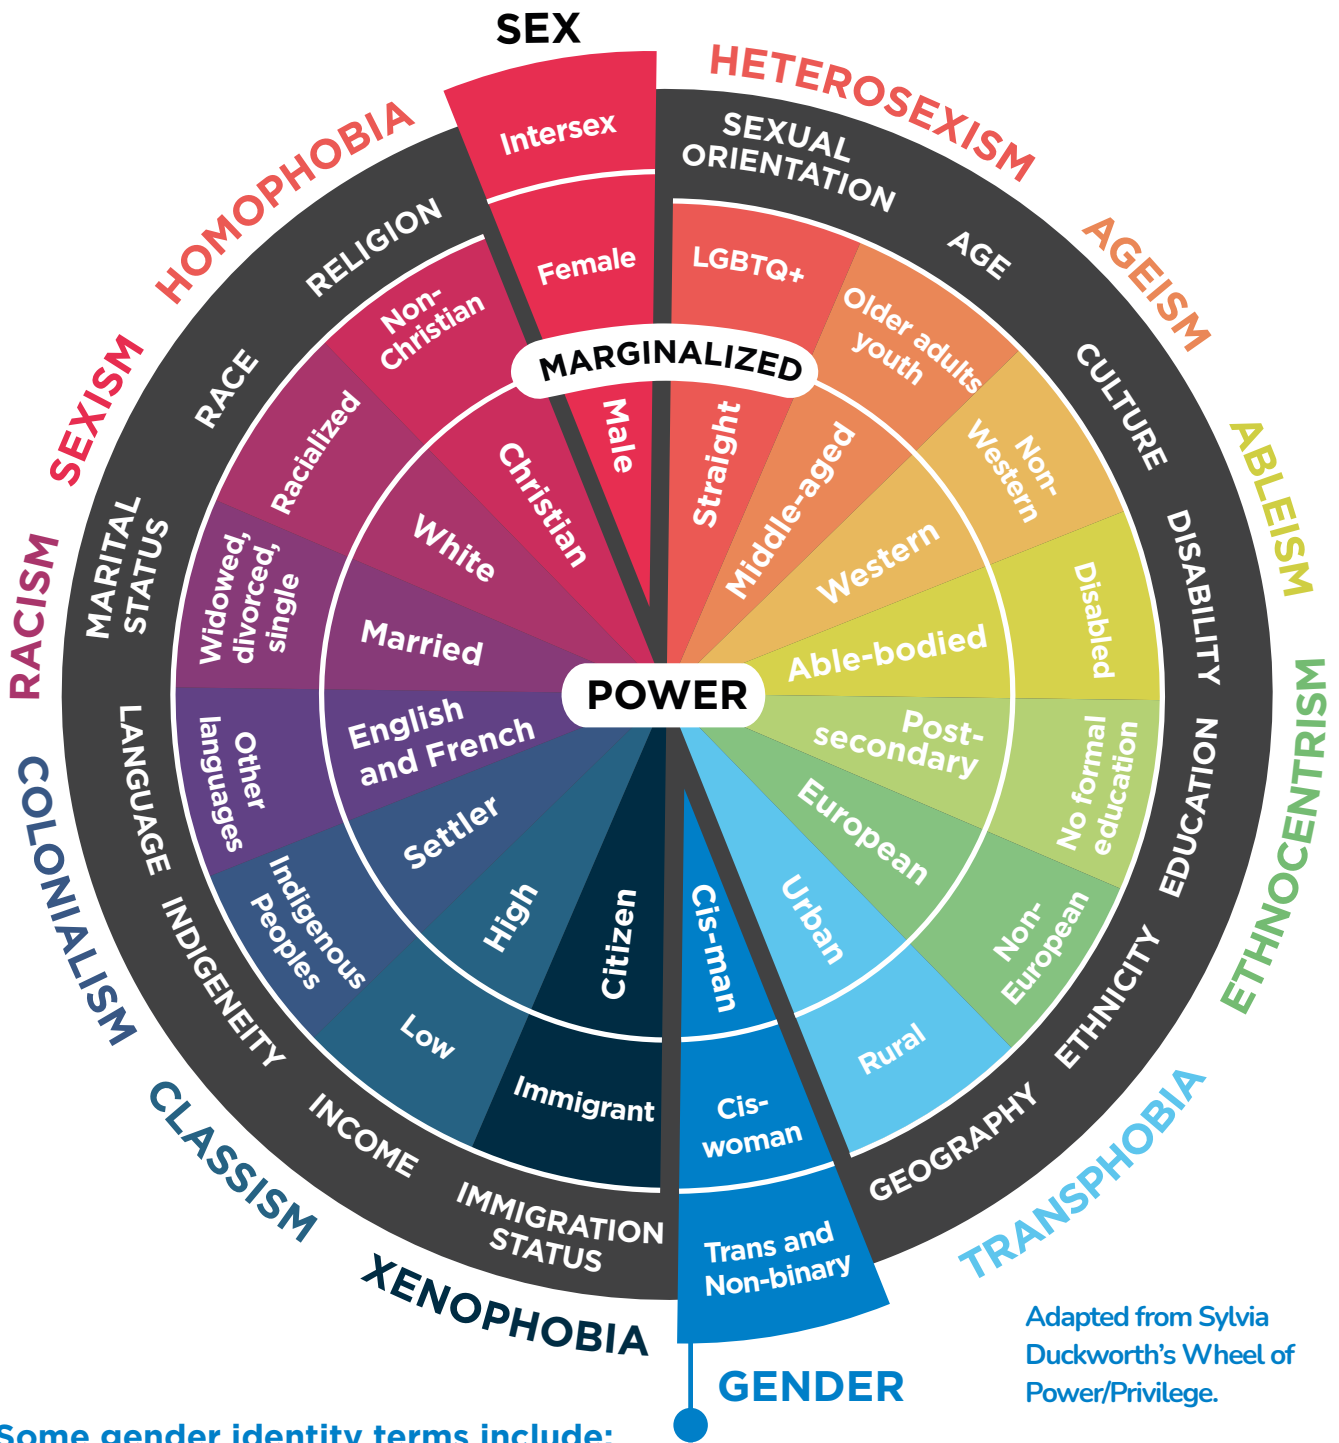 SEX
Intersex
Female
Male
HETEROSEXISM
SEXUAL
ORIENTATION
LGBTQ+
Straight
AGEISM
AGE
Older adults
youth
Middle-aged
CULTURE
Non-
Western
Western
ABLEISM
DISABILITY
Disabled
Able-bodied
EDUCATION
No formal
education
Post-
secondary
ETHNOCENTRISM
ETHNICITY
Non-
European
European
TRANSPHOBIA
GEOGRAPHY
Rural
Urban
Cis-man
Cis-
woman
Trans and
Non-binary
GENDER
XENOPHOBIA
IMMIGRATION
STATUS
Immigrant
Citizen
CLASSISM
INCOME
Low
High
COLONIALISM
INDIGENEITY
Indigenous
Peoples
Settler
LANGUAGE
Other
languages
English
and French
RACISM
MARITAL
STATUS
Widowed,
divorced,
single
Married
SEXISM
RACE
Racialized
White
HOMOPHOBIA
RELIGION
Non-
Christian
Christian
MARGINALIZED
POWER
Adapted from Sylvia
Duckworth's Wheel of
Power/Privilege.
Some gender identity terms include: